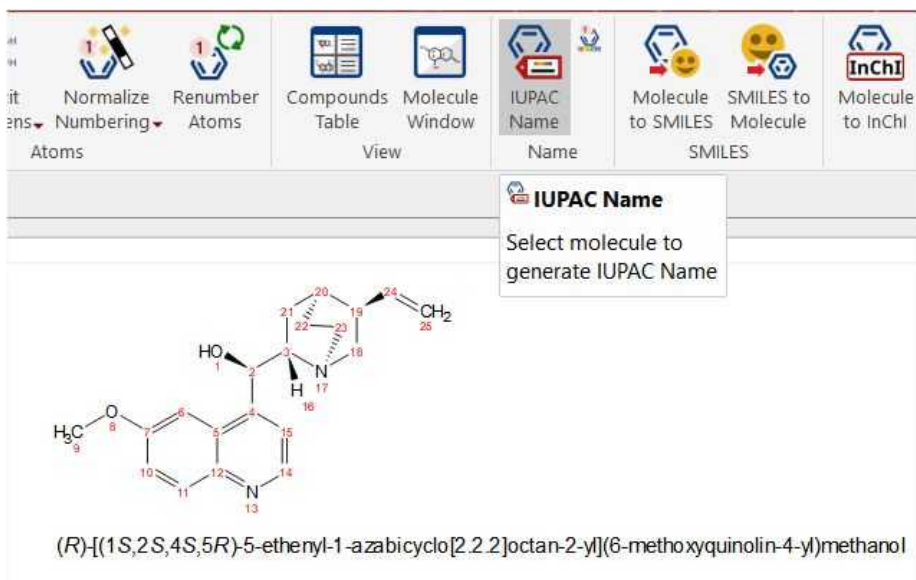 it
ens
Normalize
Numbering
Renumber
Atoms
Compounds
Table
Molecule
Window
IUPAC
Name
Molecule
to SMILES
SMILES to
Molecule
InChI
Molecule
to InChI
Atoms
View
Name
SMILES
IUPAC Name
Select molecule to
generate IUPAC Name
20
24
21
19
CH2
25
22
23
HO
1
3
18
2
N
17
H
16
O
8
6
4
H3C
9
7
5
15
10
12
14
11
N
13
(R)-[(1S,2S,4S,5R)-5-ethenyl-1-azabicyclo[2.2.2]octan-2-yl](6-methoxyquinolin-4-yl)methanol